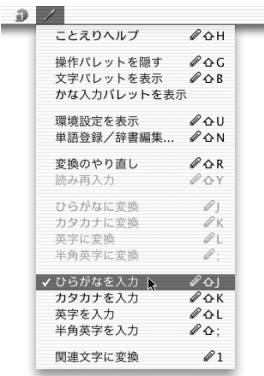 ことえりヘルプ ⇧H
操作パレットを隠す ⇧G
文字パレットを表示 ⇧B
かな入力パレットを表示
環境設定を表示 ⇧U
単語登録／辞書編集... ⇧N
変換のやり直し ⇧R
読み再入力 ⇧Y
ひらがなに変換 J
カタカナに変換 K
英字に変換 L
半角英字に変換 ;
✓ひらがなを入力 ⇧J
カタカナを入力 ⇧K
英字を入力 ⇧L
半角英字を入力 ⇧;
関連文字に変換 1